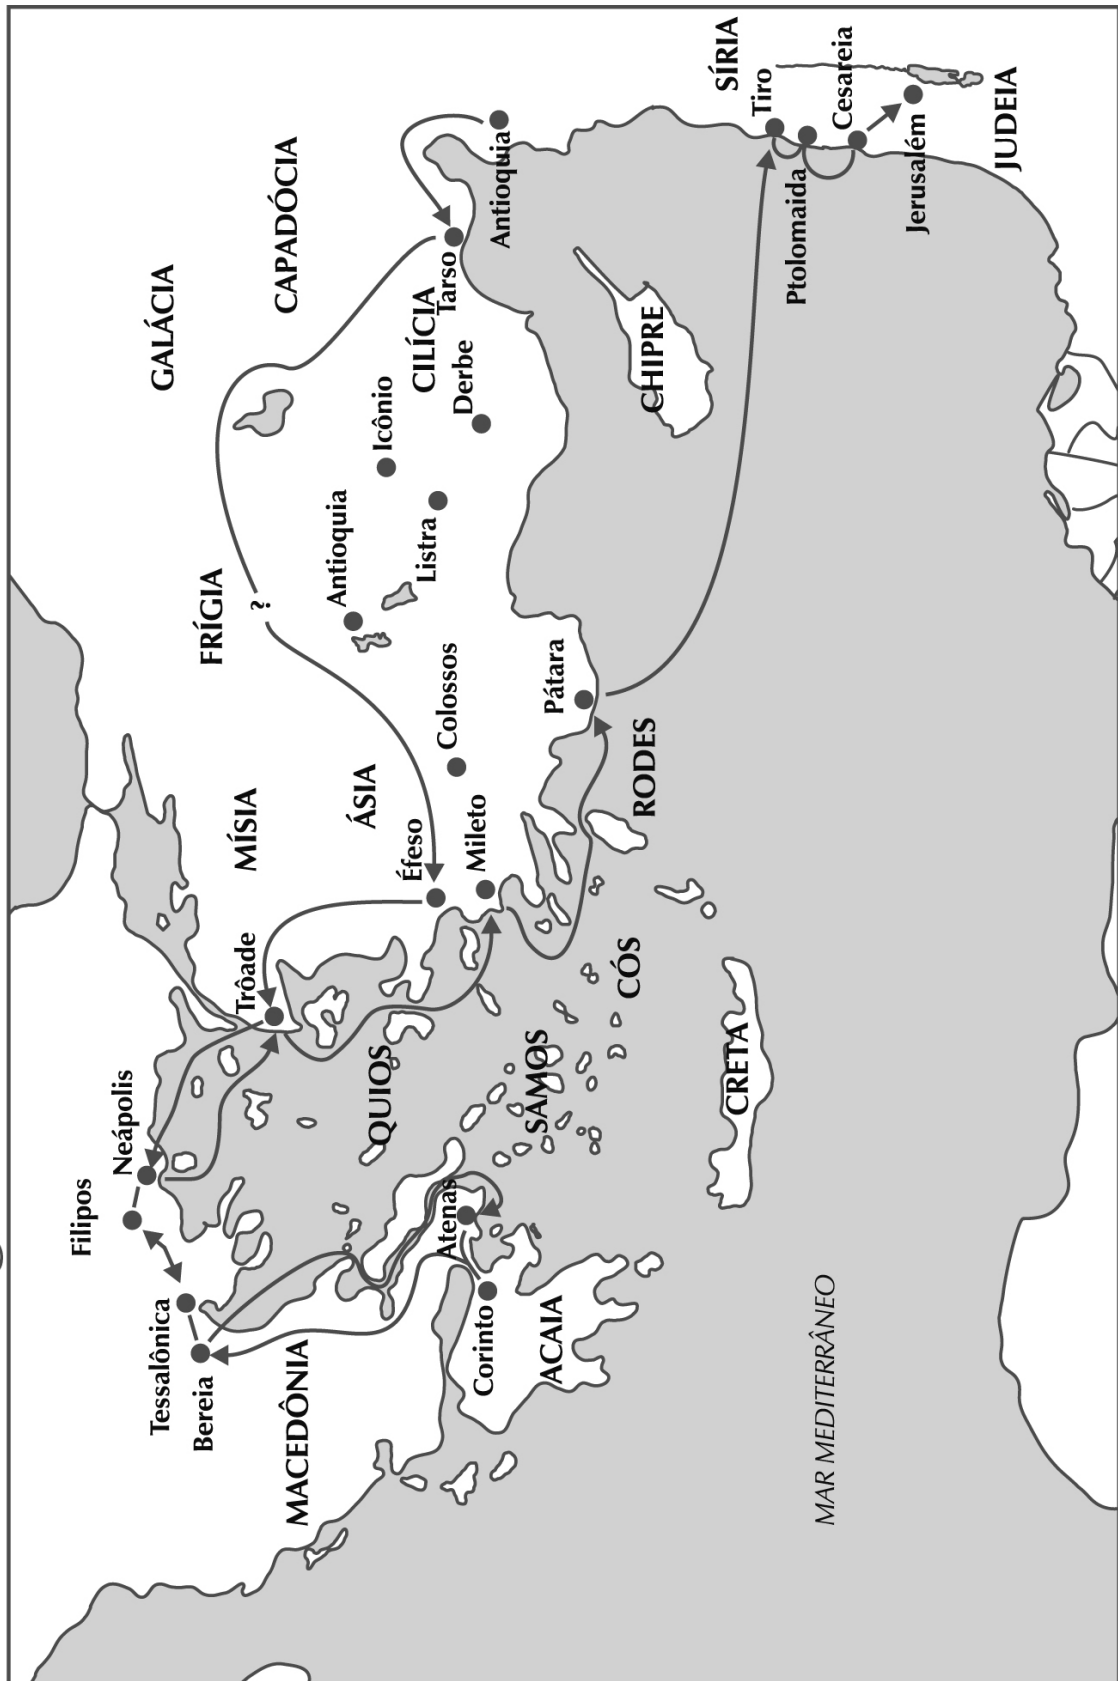 Filipos
Neápolis
Tessalônica
Bereia
MACEDÔNIA
Trôade
MÍSIA
FRÍGIA
GALÁCIA
CAPADÓCIA
ÁSIA
Éfeso
Mileto
Colossos
Antioquia
Listra
Icônio
Derbe
CILÍCIA
Tarso
Antioquia
?
QUIOS
Atenas
Corinto
ACAIA
SAMOS
CÓS
RODES
Pátara
CRETA
CHIPRE
SÍRIA
Tiro
Ptolomaida
Cesareia
Jerusalém
JUDEIA
MAR MEDITERRÂNEO